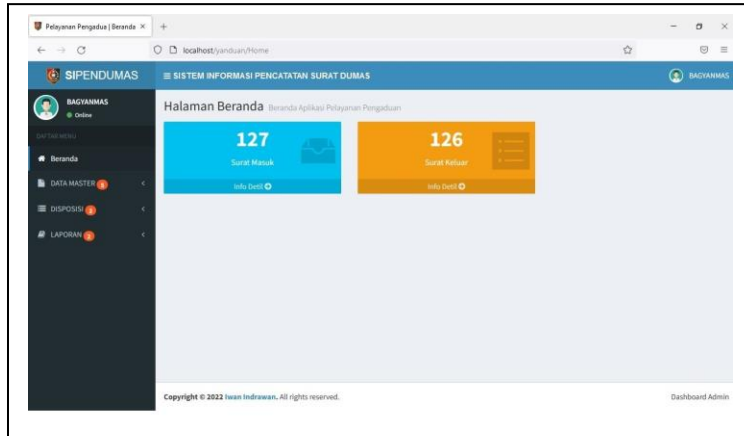 Pelayanan Pengadua | Beranda
localhost/yanduan/Home
SIPENDUMAS
SISTEM INFORMASI PENCATATAN SURAT DUMAS
BAGYANMAS
BAGYANMAS
Online
Halaman Beranda Beranda Aplikasi Pelayanan Pengaduan
DAFTAR MENU
Beranda
DATA MASTER
DISPOSISI
LAPORAN
127
Surat Masuk
Info Detil
126
Surat Keluar
Info Detil
Copyright © 2022 Iwan Indrawan. All rights reserved.
Dashboard Admin